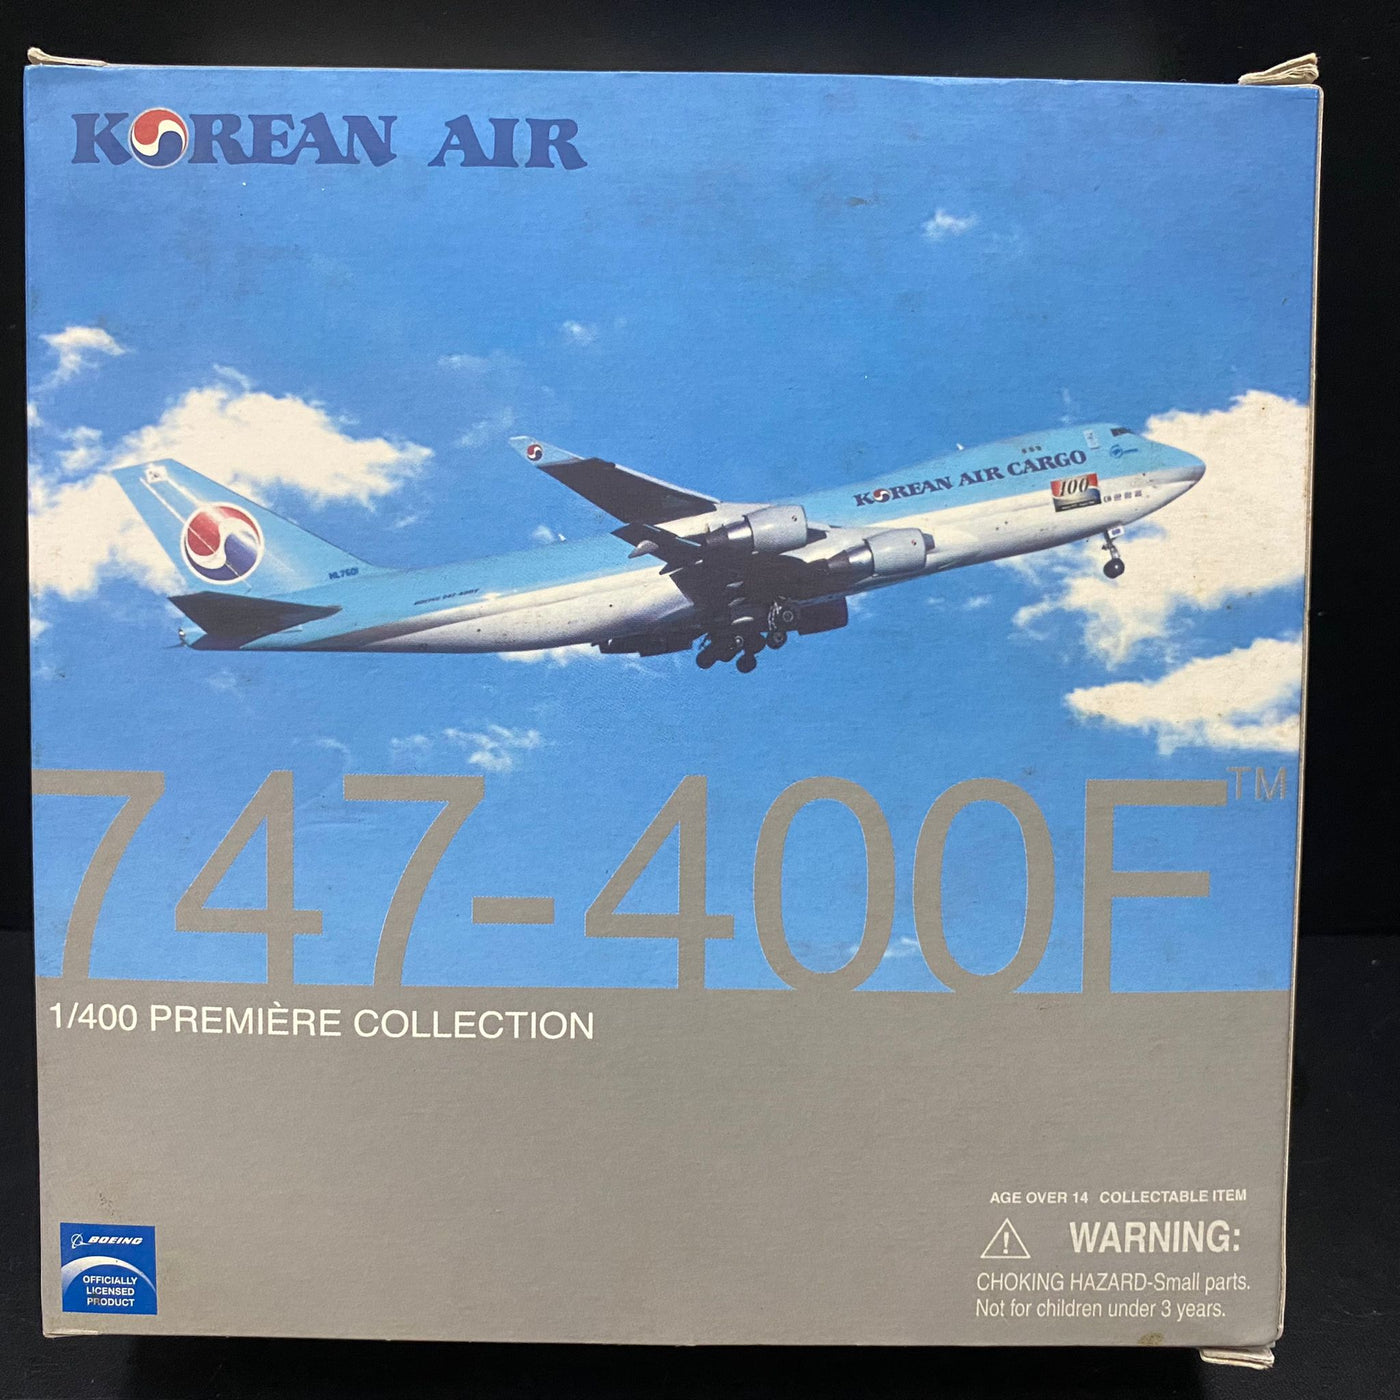 KOREAN AIR
KOREAN AIR CARGO
100
HL7601
747-400F™
1/400 PREMIÈRE COLLECTION
AGE OVER 14 COLLECTABLE ITEM
WARNING:
CHOKING HAZARD-Small parts.
Not for children under 3 years.
BOEING
OFFICIALLY
LICENSED
PRODUCT